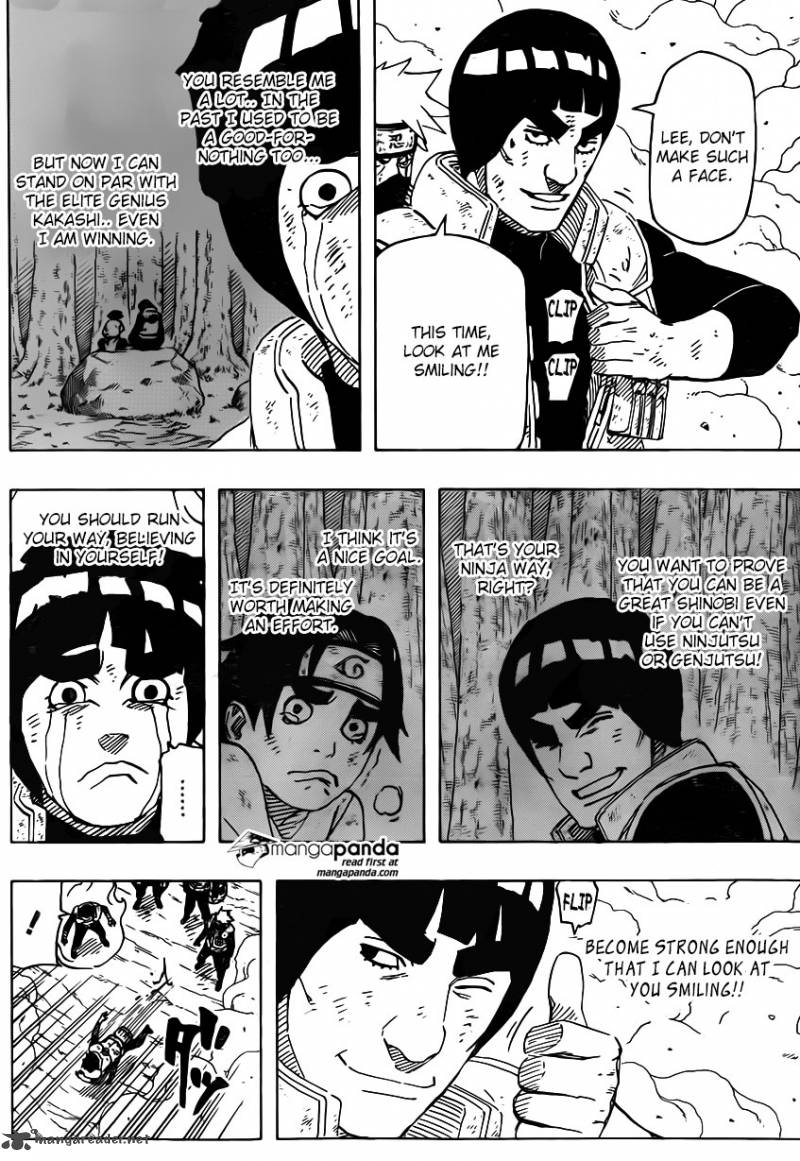 LEE, DON'T
MAKE SUCH
A FACE.
CLIP
CLIP
THIS TIME,
LOOK AT ME
SMILING!!
YOU RESEMBLE ME
A LOT.. IN THE
PAST I USED TO BE
A GOOD-FOR-
NOTHING TOO...
BUT NOW I CAN
STAND ON PAR WITH
THE ELITE GENIUS
KAKASHI.. EVEN
I AM WINNING.
YOU WANT TO PROVE
THAT YOU CAN BE A
GREAT SHINOBI EVEN
IF YOU CAN'T
USE NINJUTSU
OR GENJUTSU!
THAT'S YOUR
NINJA WAY,
RIGHT?
I THINK IT'S
A NICE GOAL.
IT'S DEFINITELY
WORTH MAKING
AN EFFORT.
YOU SHOULD RUN
YOUR WAY, BELIEVING
IN YOURSELF!
......
mangapanda
read first at
mangapanda.com
FLIP
BECOME STRONG ENOUGH
THAT I CAN LOOK AT
YOU SMILING!!
!
ダッ
mangareader.net